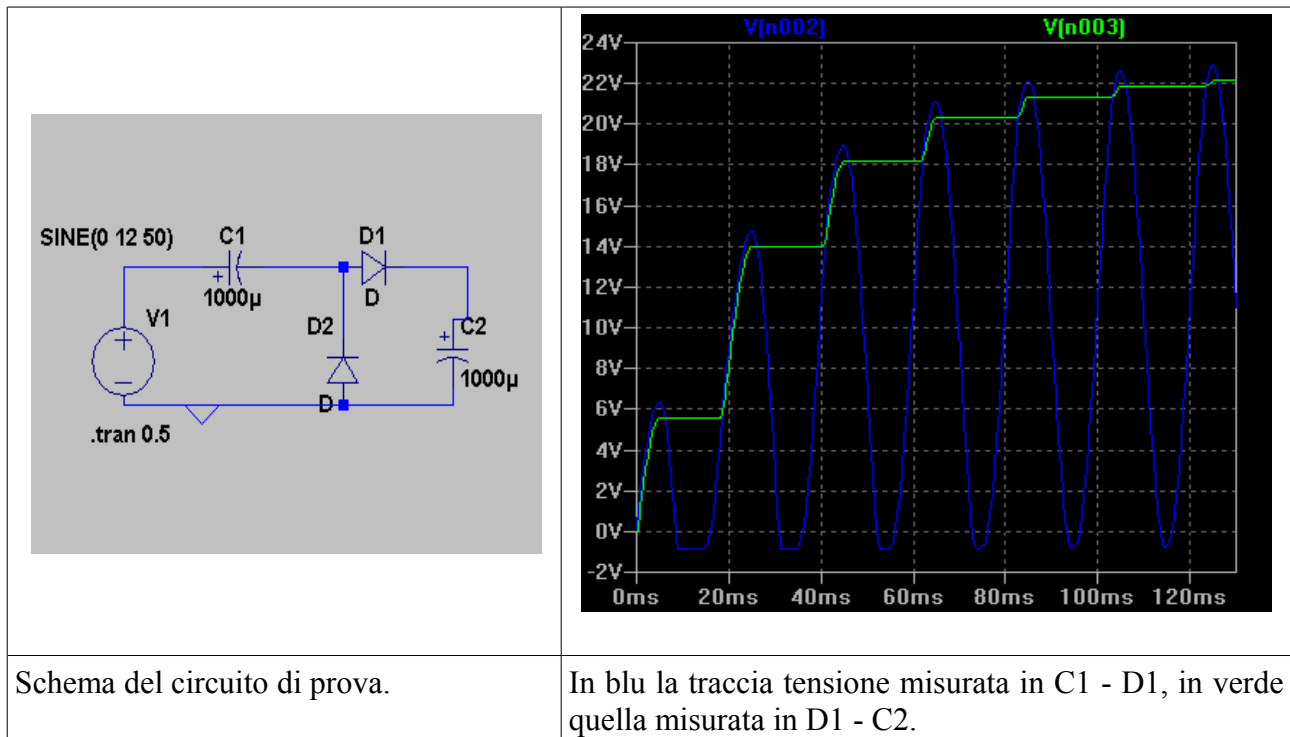 SINE(0 12 50)
C1
D1
+
1000µ
D
V1
D2
+
C2
1000µ
D
.tran 0.5
V(n002)
V(n003)
24V
22V
20V
18V
16V
14V
12V
10V
8V
6V
4V
2V
0V
-2V
0ms 20ms 40ms 60ms 80ms 100ms 120ms
Schema del circuito di prova.
In blu la traccia tensione misurata in C1 - D1, in verde
quella misurata in D1 - C2.